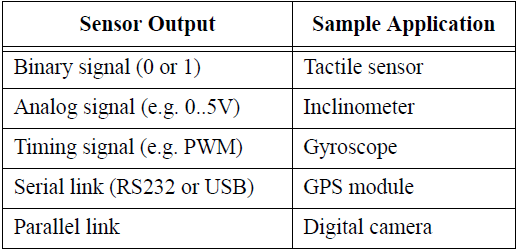 Sensor Output Sample Application
Binary signal (0 or 1) Tactile sensor
Analog signal (e.g. 0..5V) Inclinometer
Timing signal (e.g. PWM) Gyroscope
Serial link (RS232 or USB) GPS module
Parallel link Digital camera